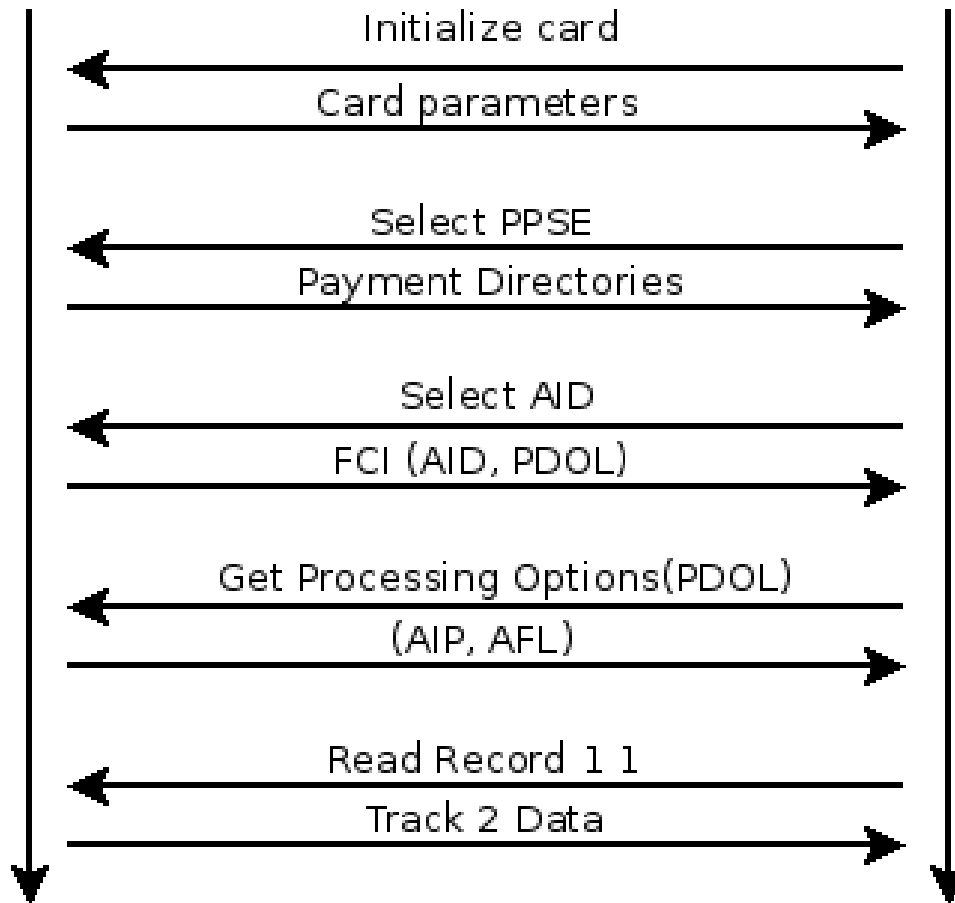 Initialize card
Card parameters
Select PPSE
Payment Directories
Select AID
FCI (AID, PDOL)
Get Processing Options(PDOL)
(AIP, AFL)
Read Record 1 1
Track 2 Data